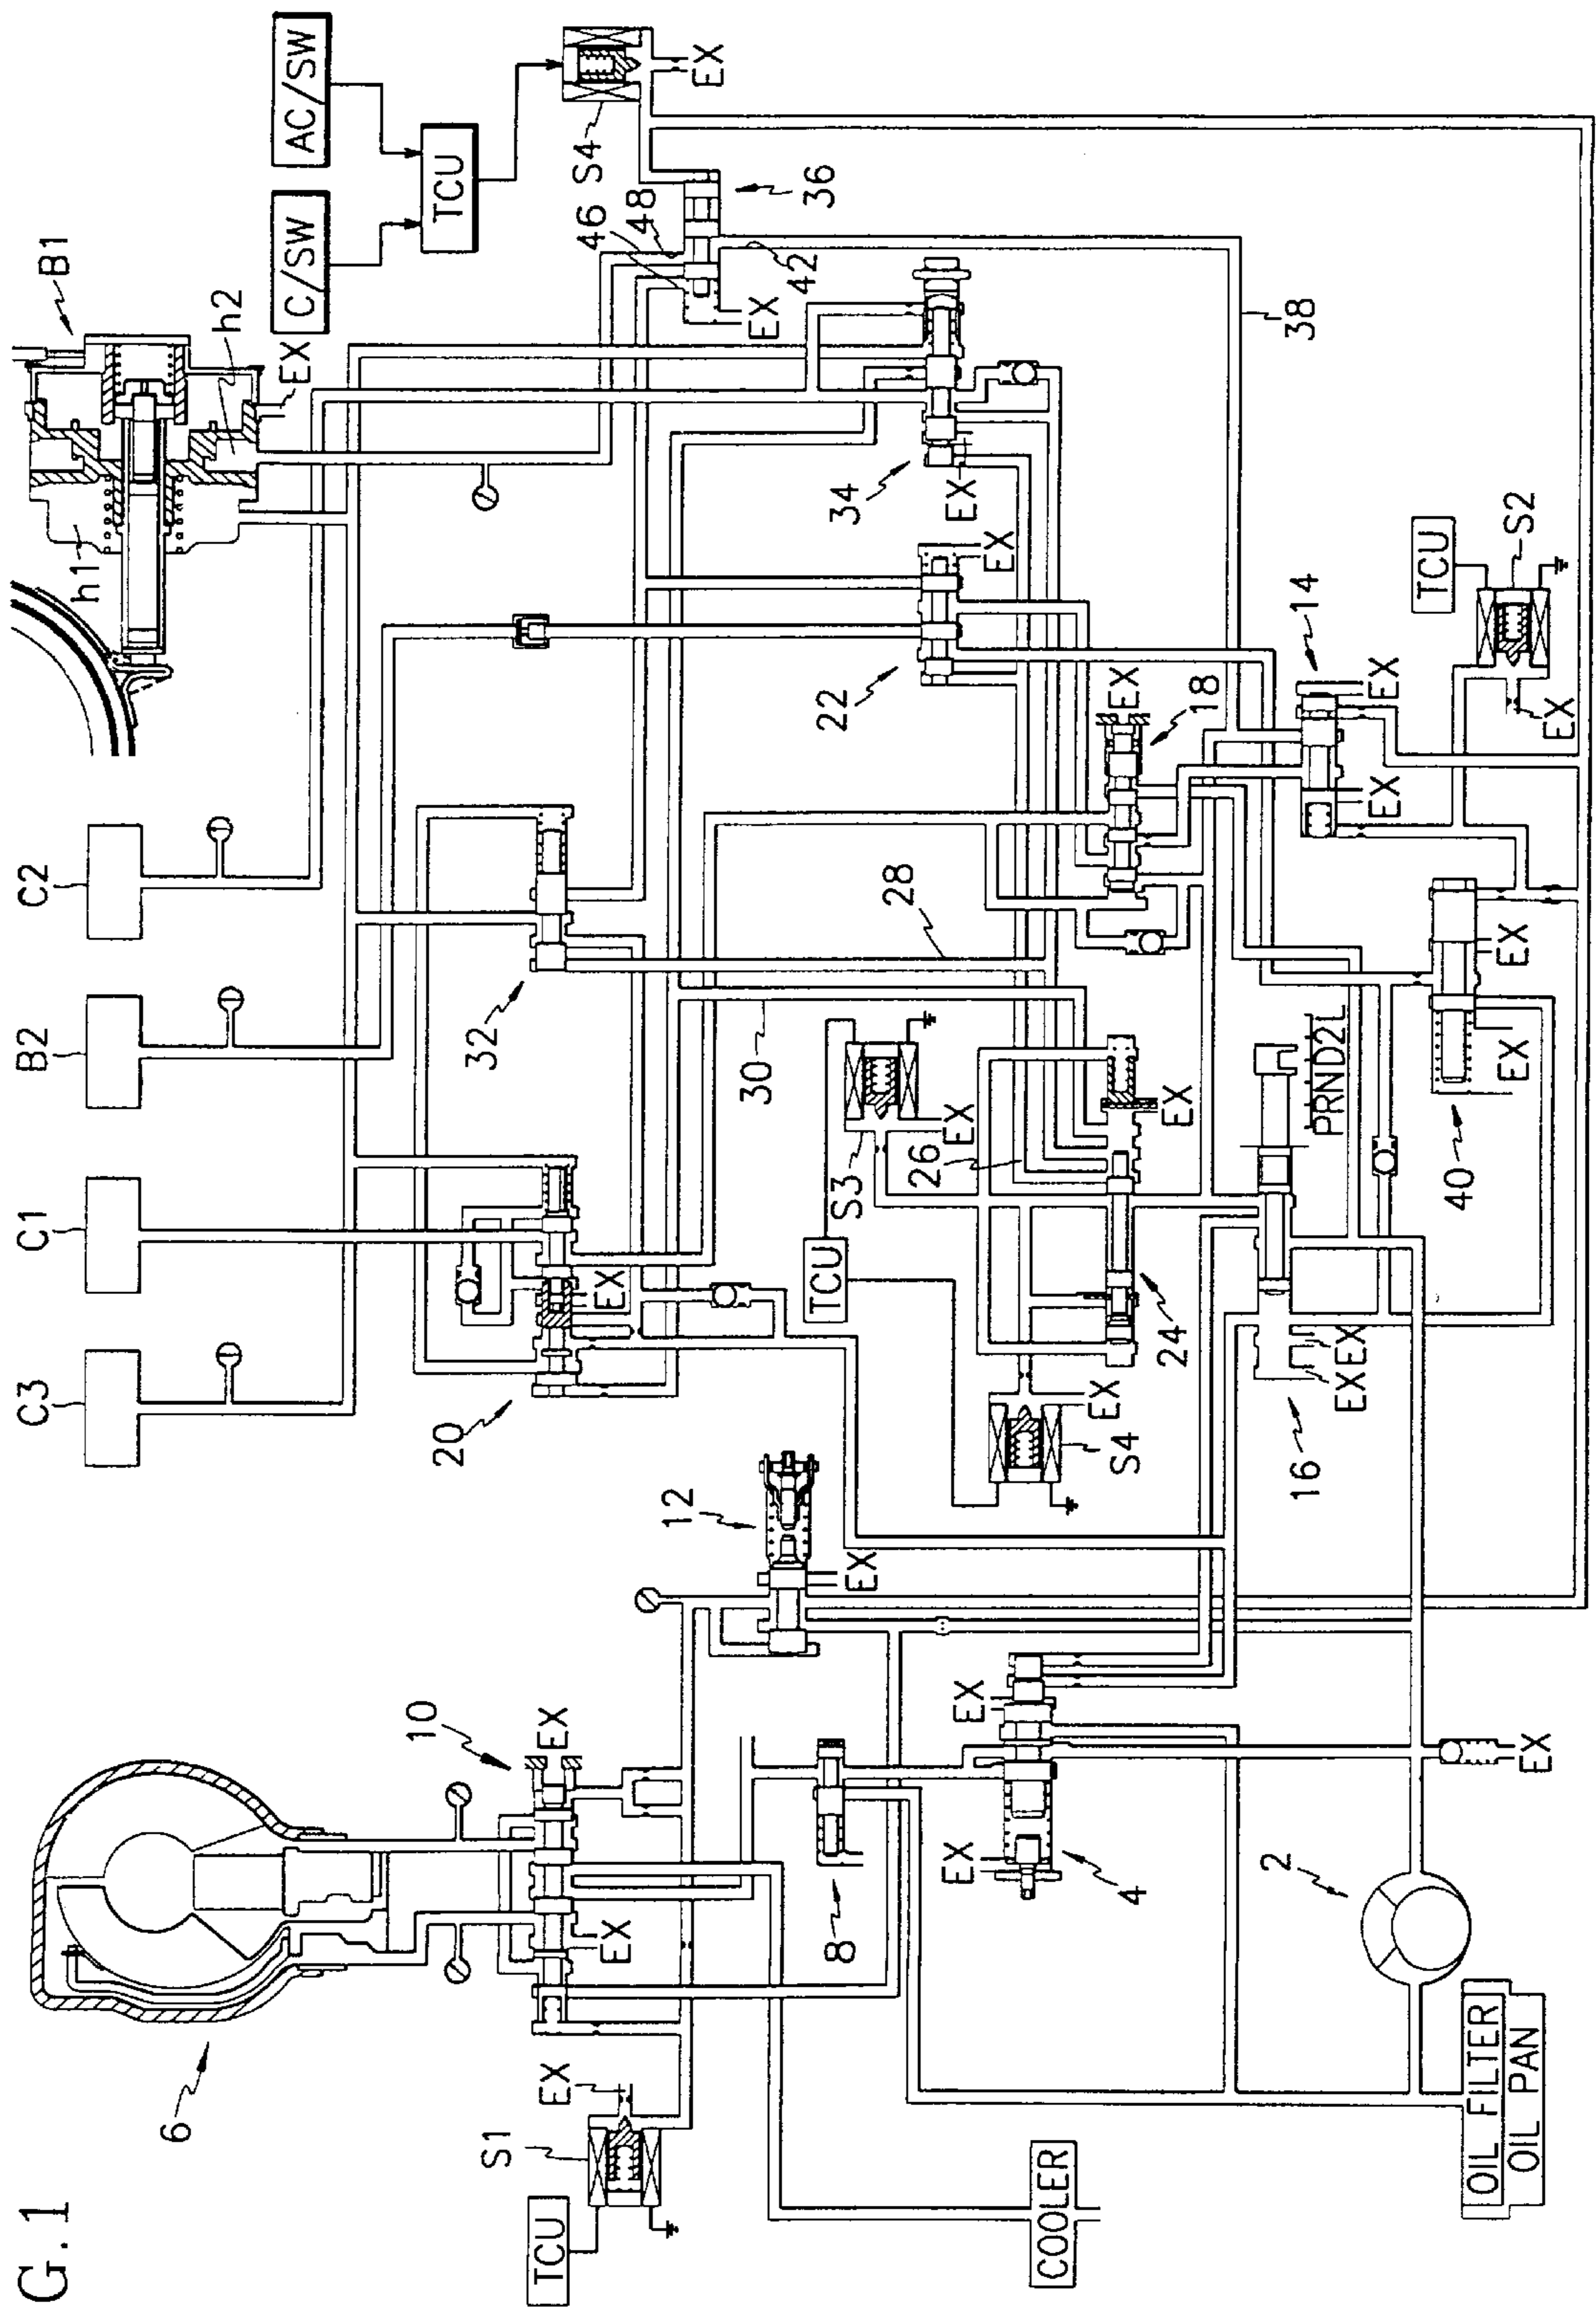 G. 1
6
S1
TCU
EX
10
EX
EX
COOLER
8
EX
EX
4
2
OIL FILTER
OIL PAN
EX
12
EX
C3
C1
B2
C2
20
EX
32
28
30
S3
EX
TCU
26
S4
EX
24
EX
16
EXEX
PRND2L
40
EX
EX
18
EX
22
EX
34
EX
14
EX
EX
TCU
S2
EX
38
B1
h1
h2
EX
C/SW
AC/SW
TCU
S4
EX
36
46
48
42
EX